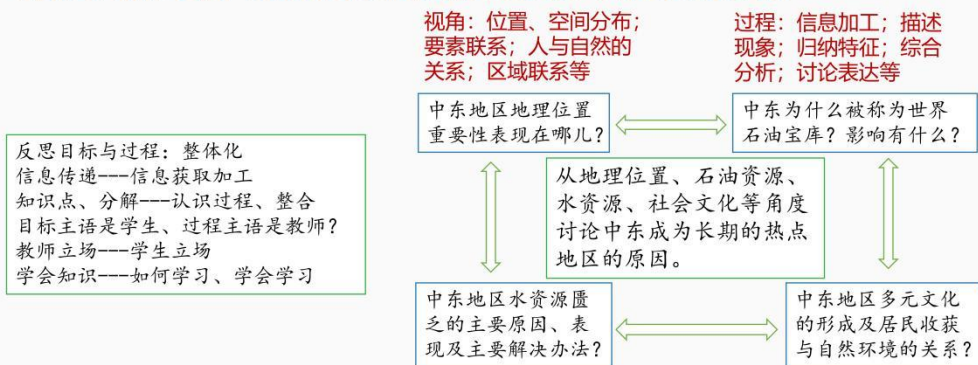 视角：位置、空间分布；
要素联系；人与自然的
关系；区域联系等
过程：信息加工；描述
现象；归纳特征；综合
分析；讨论表达等
中东地区地理位置
重要性表现在哪儿？
中东为什么被称为世界
石油宝库？影响有什么？
反思目标与过程：整体化
信息传递---信息获取加工
知识点、分解---认识过程、整合
目标主语是学生、过程主语是教师？
教师立场---学生立场
学会知识---如何学习、学会学习
从地理位置、石油资源、
水资源、社会文化等角度
讨论中东成为长期的热点
地区的原因。
中东地区水资源匮
乏的主要原因、表
现及主要解决办法？
中东地区多元文化
的形成及居民收获
与自然环境的关系？